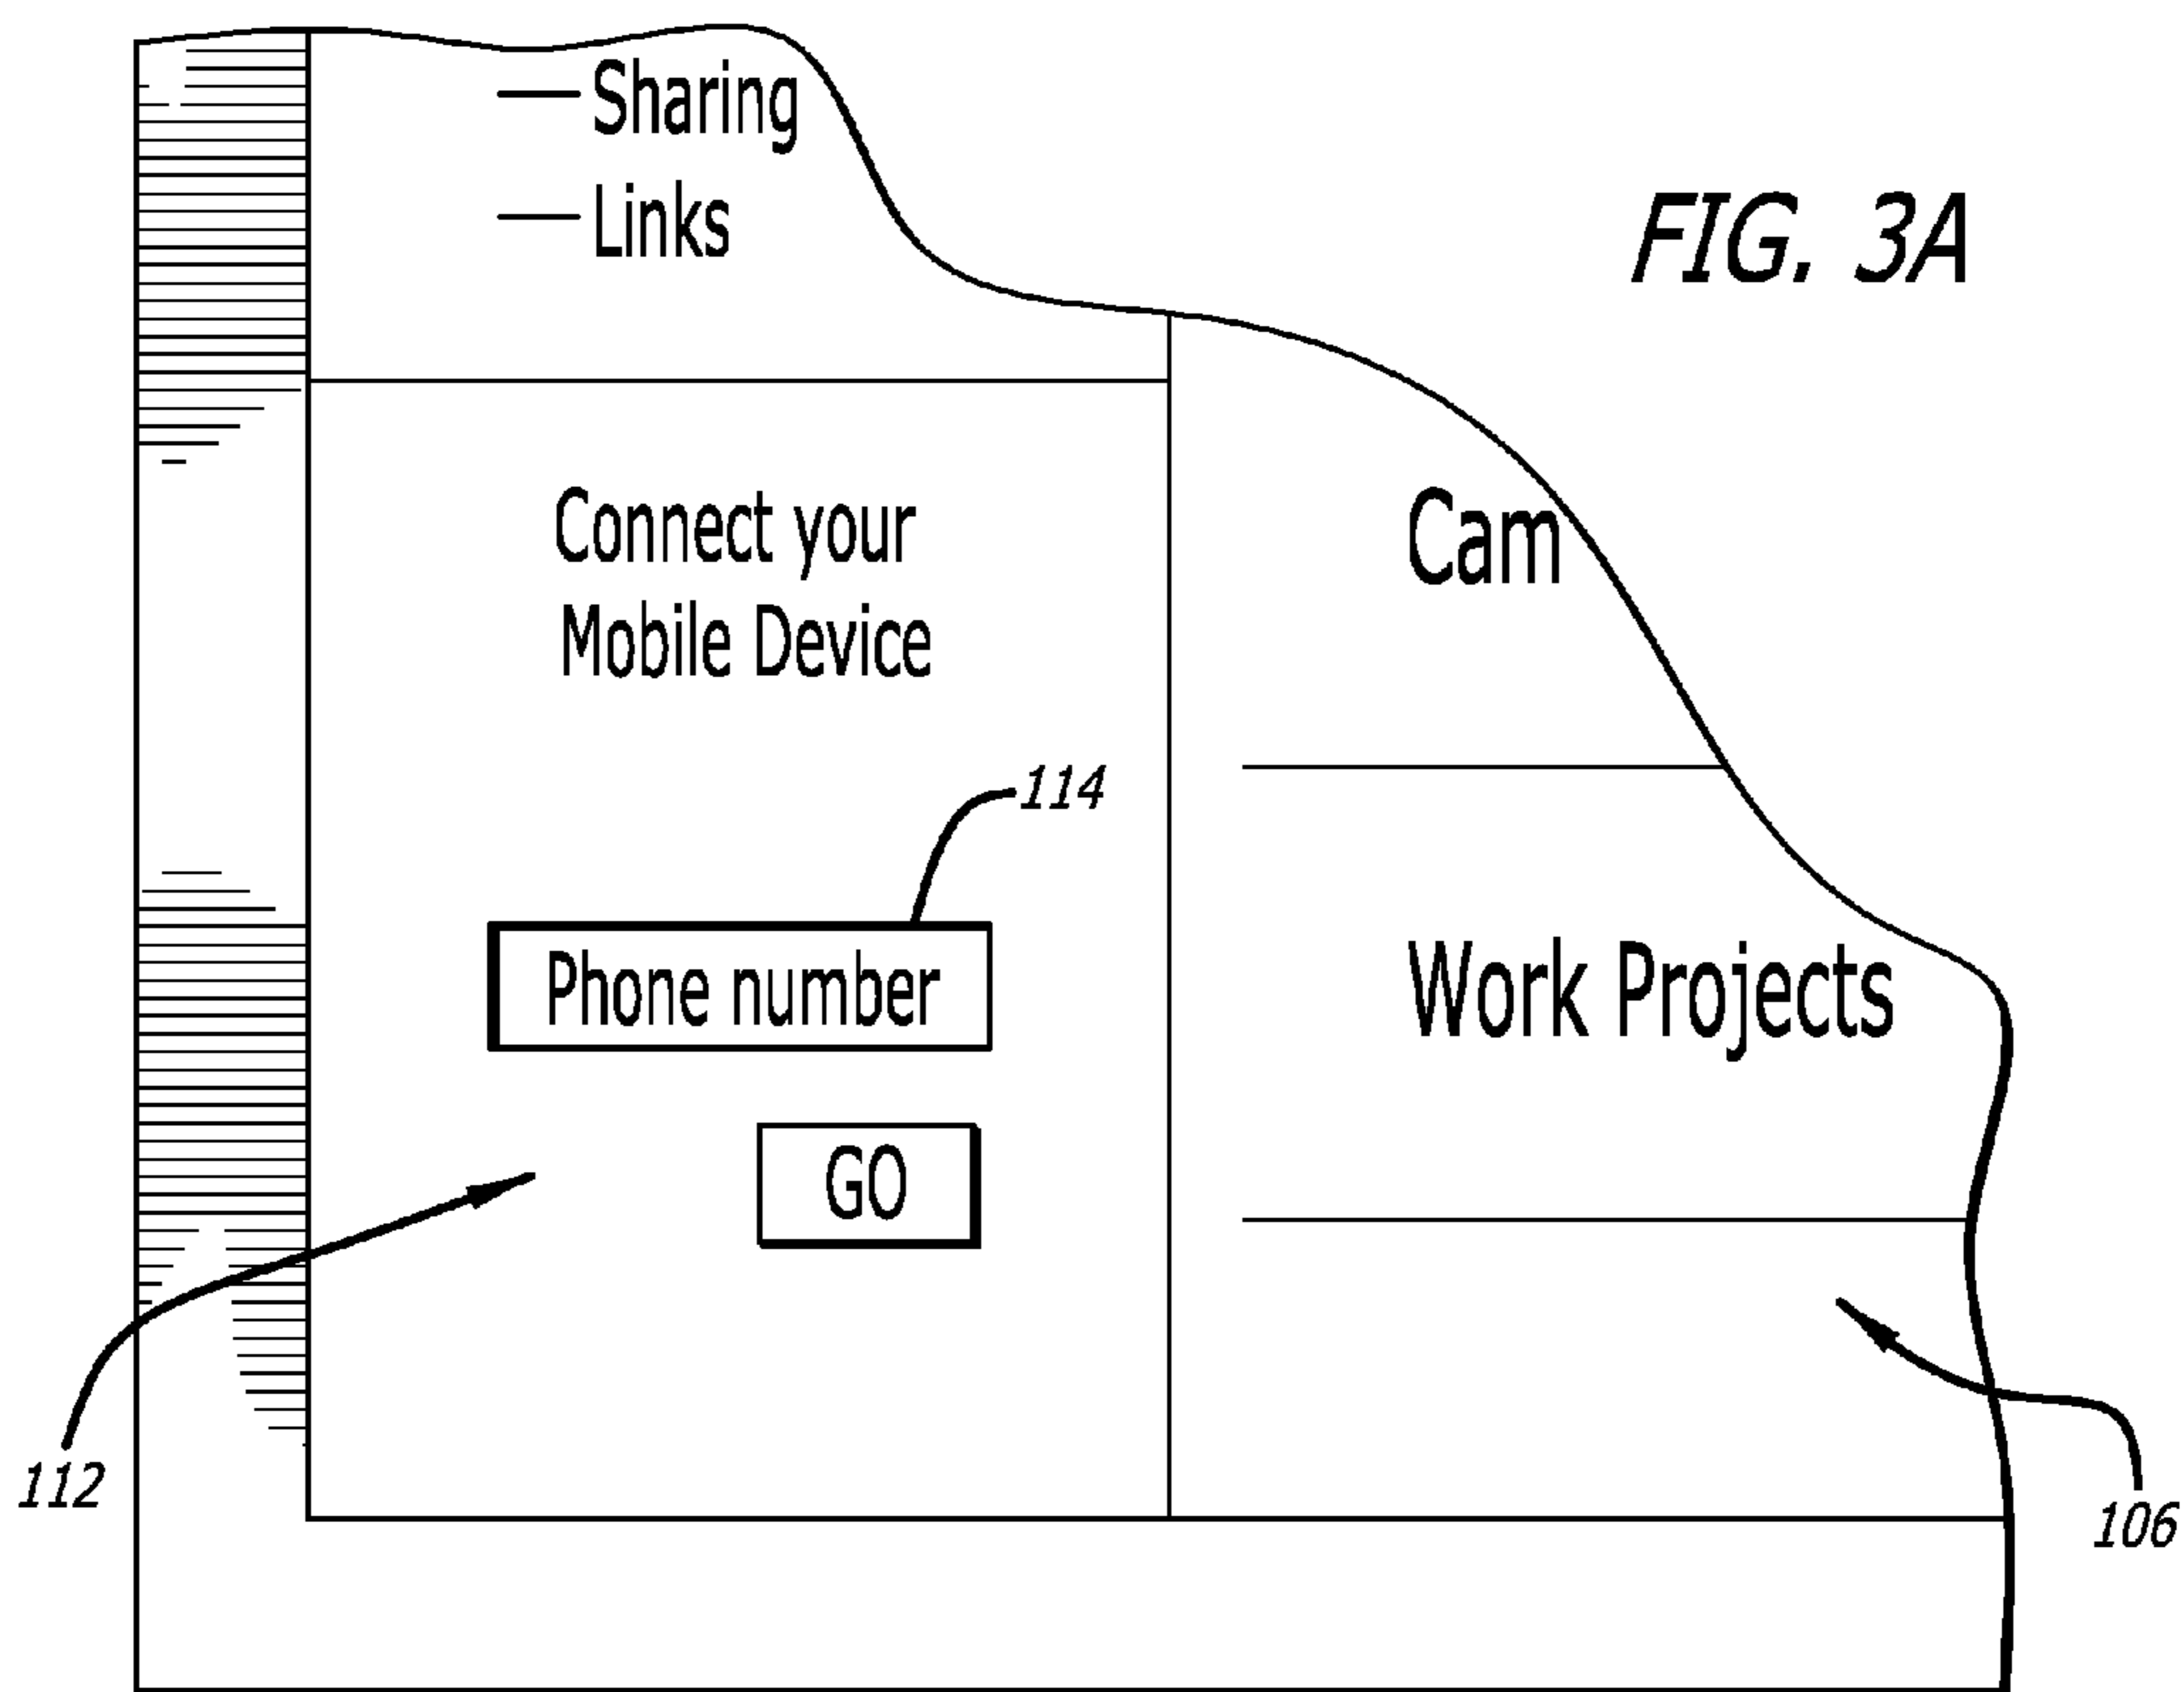 Sharing
Links
FIG. 3A
Connect your
Mobile Device
Cam
114
Phone number
Work Projects
GO
112
106